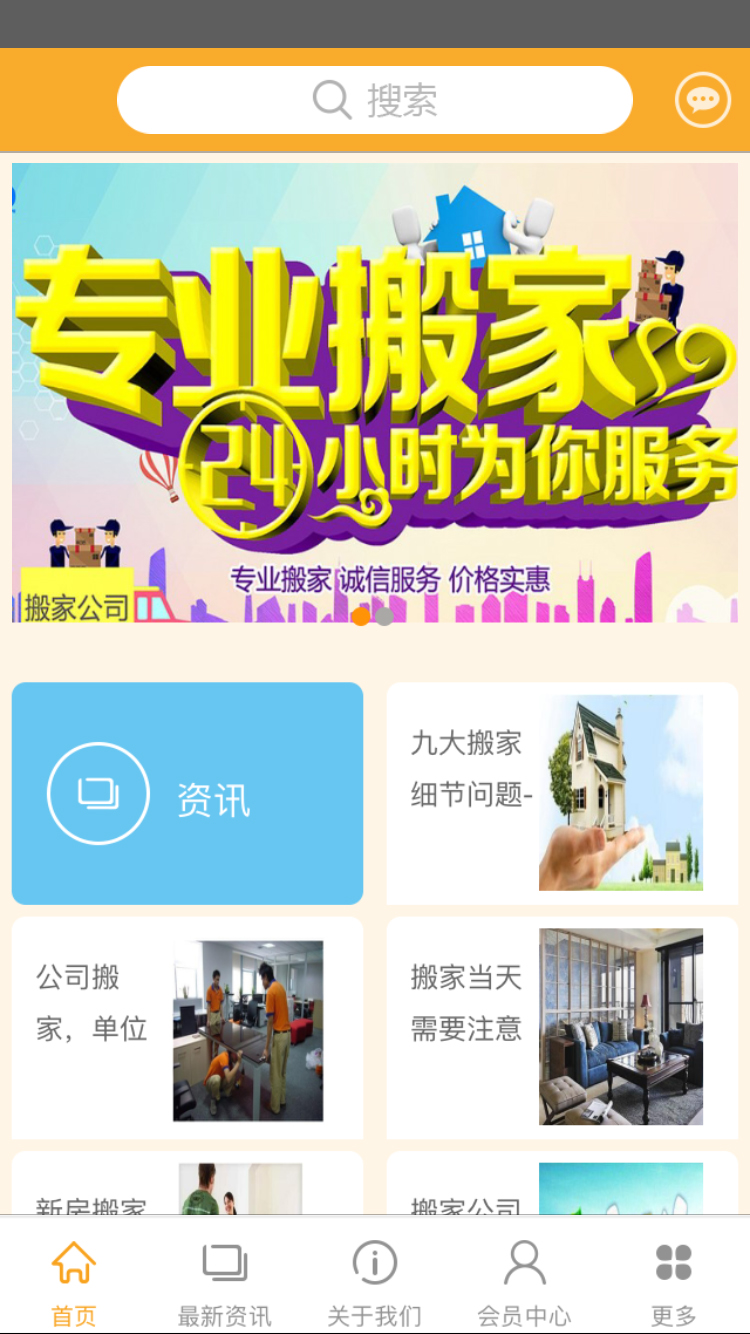 搜索
专业搬家
24小时为你服务
专业搬家 诚信服务 价格实惠
搬家公司
资讯
九大搬家
细节问题-
公司搬
家，单位
搬家当天
需要注意
新房搬家
搬家公司
首页
最新资讯
关于我们
会员中心
更多